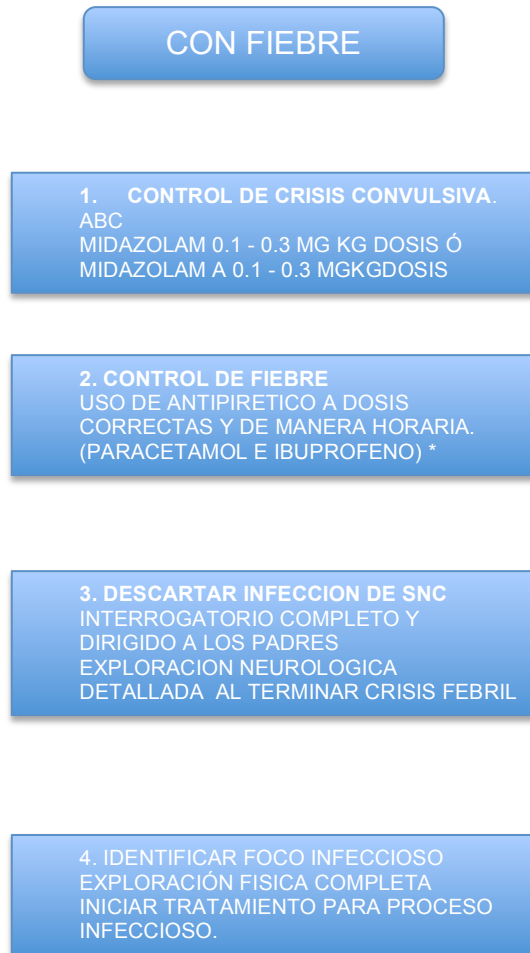 CON FIEBRE
1. CONTROL DE CRISIS CONVULSIVA.
ABC
MIDAZOLAM 0.1 - 0.3 MG KG DOSIS Ó
MIDAZOLAM A 0.1 - 0.3 MGKGDOSIS
2. CONTROL DE FIEBRE
USO DE ANTIPIRETICO A DOSIS
CORRECTAS Y DE MANERA HORARIA.
(PARACETAMOL E IBUPROFENO) *
3. DESCARTAR INFECCION DE SNC
INTERROGATORIO COMPLETO Y
DIRIGIDO A LOS PADRES
EXPLORACION NEUROLOGICA
DETALLADA AL TERMINAR CRISIS FEBRIL
4. IDENTIFICAR FOCO INFECCIOSO
EXPLORACIÓN FISICA COMPLETA
INICIAR TRATAMIENTO PARA PROCESO
INFECCIOSO.